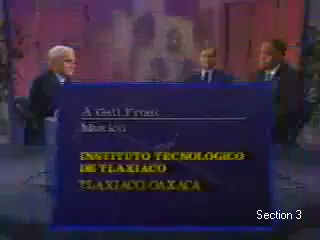 A Call From
Mexico
INSTITUTO TECNOLOGICO
DE TLAXIACO
TLAXIACO, OAXACA
Section 3